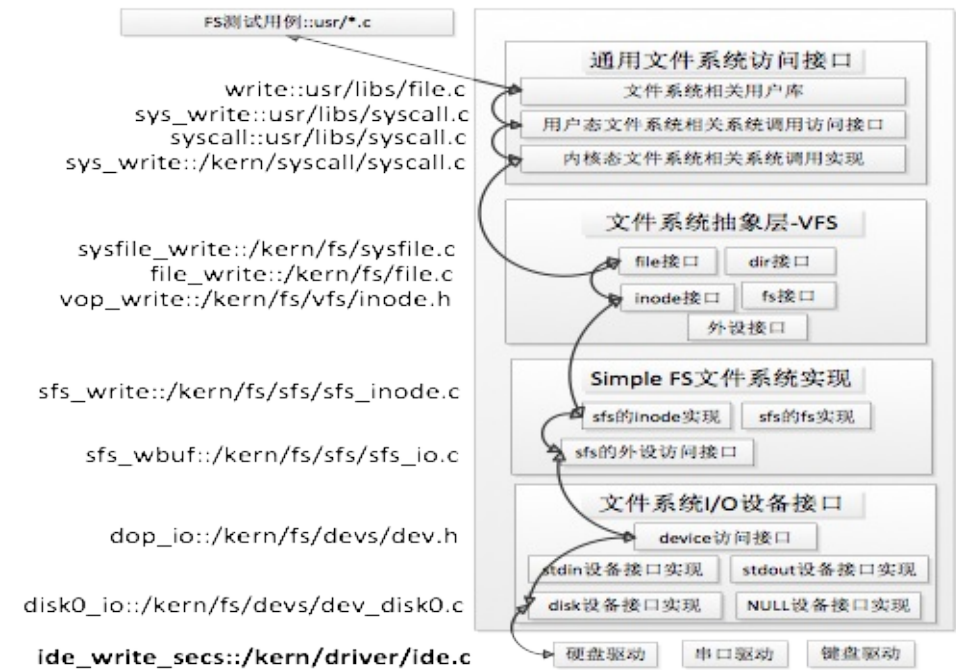 FS测试用例::usr/*.c
通用文件系统访问接口
write::usr/libs/file.c
文件系统相关用户库
sys_write::usr/libs/syscall.c
用户态文件系统相关系统调用访问接口
syscall::usr/libs/syscall.c
sys_write::/kern/syscall/syscall.c
内核态文件系统相关系统调用实现
文件系统抽象层-VFS
sysfile_write::/kern/fs/sysfile.c
file接口
dir接口
file_write::/kern/fs/file.c
vop_write::/kern/fs/vfs/inode.h
inode接口
fs接口
外设接口
Simple FS文件系统实现
sfs_write::/kern/fs/sfs/sfs_inode.c
sfs的inode实现
sfs的fs实现
sfs_wbuf::/kern/fs/sfs/sfs_io.c
sfs的外设访问接口
文件系统I/O设备接口
dop_io::/kern/fs/devs/dev.h
device访问接口
stdin设备接口实现
stdout设备接口实现
disk0_io::/kern/fs/devs/dev_disk0.c
disk设备接口实现
NULL设备接口实现
ide_write_secs::/kern/driver/ide.c
硬盘驱动
串口驱动
键盘驱动